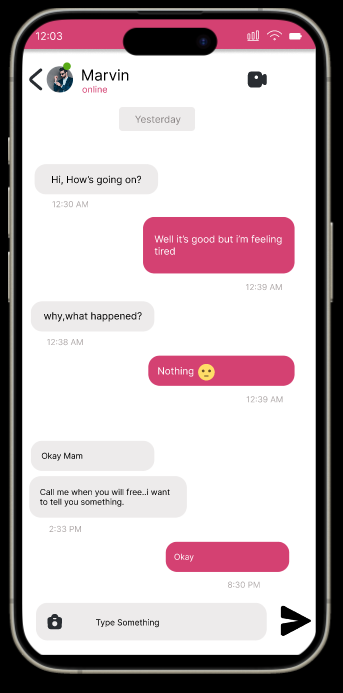 12:03
Marvin
online
Yesterday
Hi, How's going on?
12:30 AM
Well it's good but i'm feeling
tired
12:39 AM
why,what happened?
12:38 AM
Nothing 🙂
12:39 AM
Okay Mam
Call me when you will free..i want
to tell you something.
2:33 PM
Okay
8:30 PM
Type Something